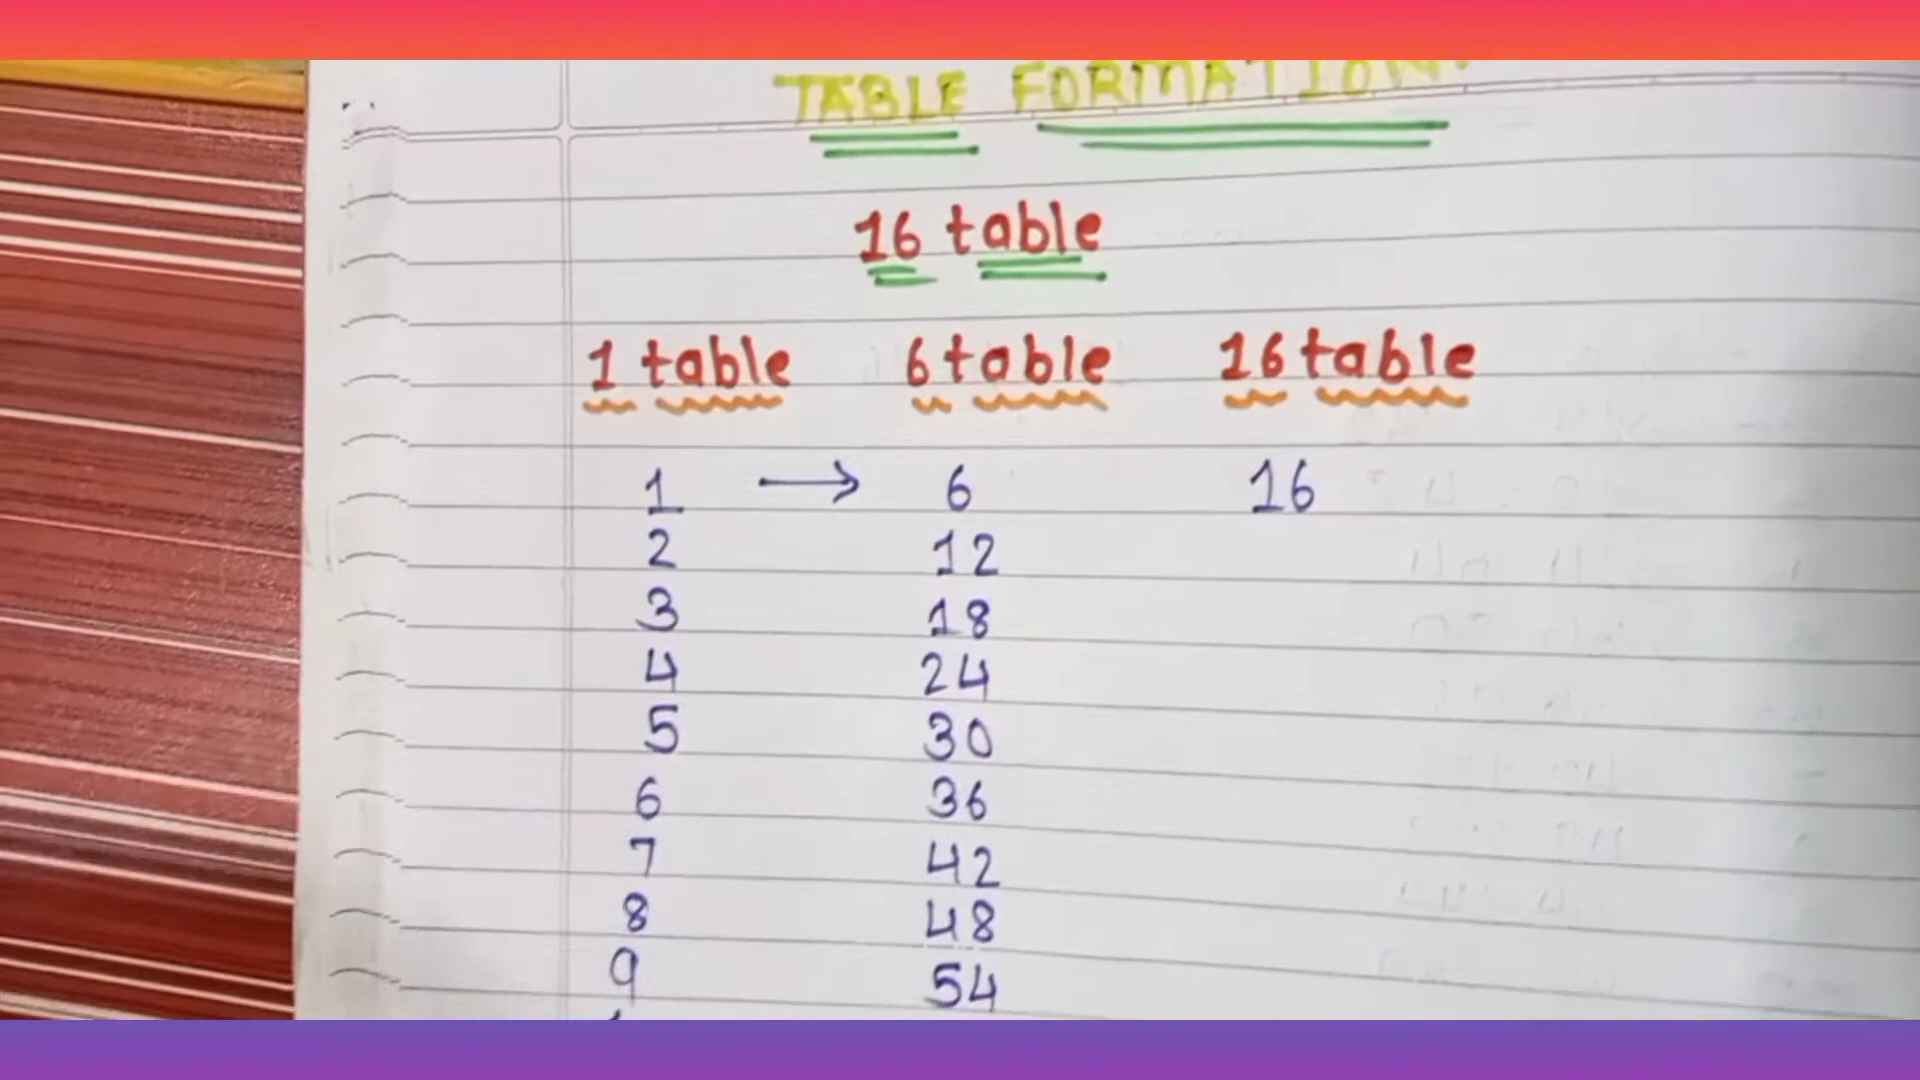 TABLE FORMATION.
16 table
1 table 6 table 16 table
1 → 6 16
2 12
3 18
4 24
5 30
6 36
7 42
8 48
9 54